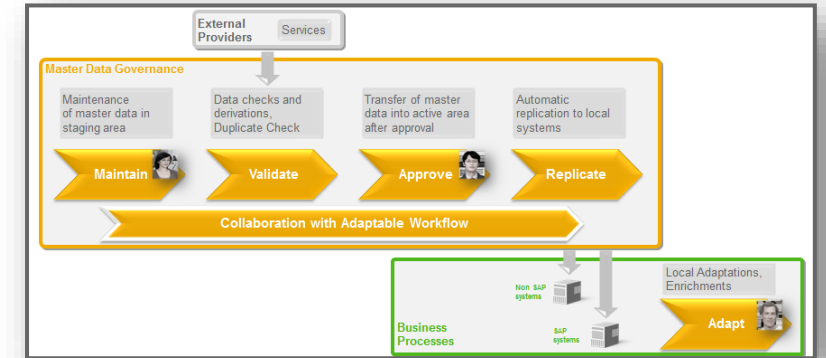 External
Providers
Services
Master Data Governance
Maintenance
of master data in
staging area
Data checks and
derivations,
Duplicate Check
Transfer of master
data into active area
after approval
Automatic
replication to local
systems
Maintain
Validate
Approve
Replicate
Collaboration with Adaptable Workflow
Non SAP
systems
SAP
systems
Business
Processes
Local Adaptations,
Enrichments
Adapt